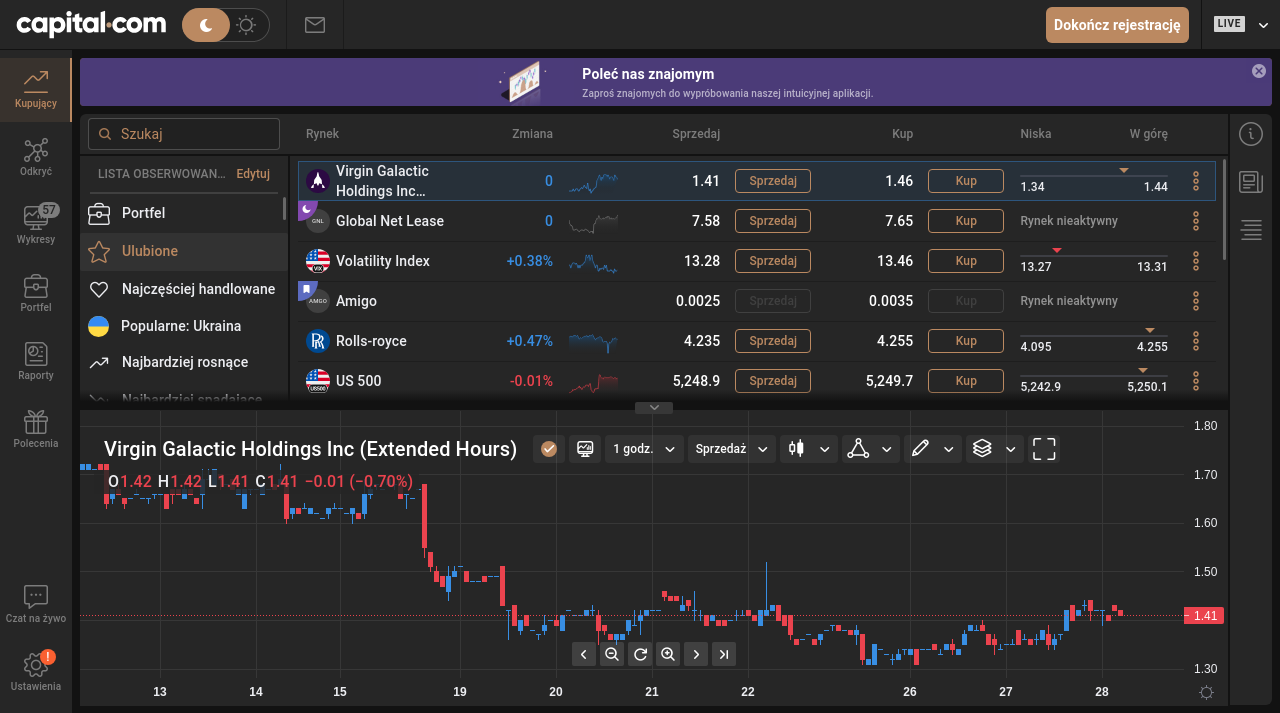 capital.com
Dokończ rejestrację
LIVE
Poleć nas znajomym
Zaproś znajomych do wypróbowania naszej intuicyjnej aplikacji.
Kupujący
Odkryć
57
Wykresy
Portfel
Raporty
Polecenia
Czat na żywo
!
Ustawienia
Szukaj
LISTA OBSERWOWAN... Edytuj
Portfel
Ulubione
Najczęściej handlowane
Popularne: Ukraina
Najbardziej rosnące
Najbardziej spadające
Rynek Zmiana Sprzedaj Kup Niska W górę
Virgin Galactic
Holdings Inc... 0 1.41 Sprzedaj 1.46 Kup 1.34 1.44
GNL Global Net Lease 0 7.58 Sprzedaj 7.65 Kup Rynek nieaktywny
VIX Volatility Index +0.38% 13.28 Sprzedaj 13.46 Kup 13.27 13.31
AMGO Amigo 0.0025 Sprzedaj 0.0035 Kup Rynek nieaktywny
RR Rolls-royce +0.47% 4.235 Sprzedaj 4.255 Kup 4.095 4.255
US500 US 500 -0.01% 5,248.9 Sprzedaj 5,249.7 Kup 5,242.9 5,250.1
Virgin Galactic Holdings Inc (Extended Hours) 1 godz. Sprzedaż
O1.42 H1.42 L1.41 C1.41 −0.01 (−0.70%)
1.80
1.70
1.60
1.50
1.41
1.30
13 14 15 19 20 21 22 26 27 28